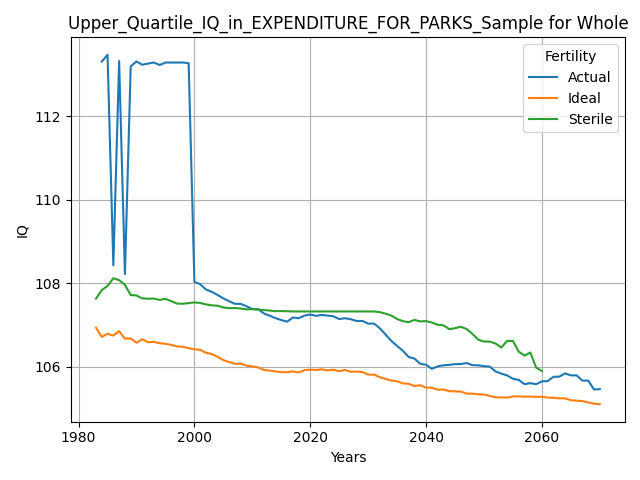 Upper_Quartile_IQ_in_EXPENDITURE_FOR_PARKS_Sample for Whole
Fertility
Actual
Ideal
Sterile
112
110
108
106
IQ
1980
2000
2020
2040
2060
Years